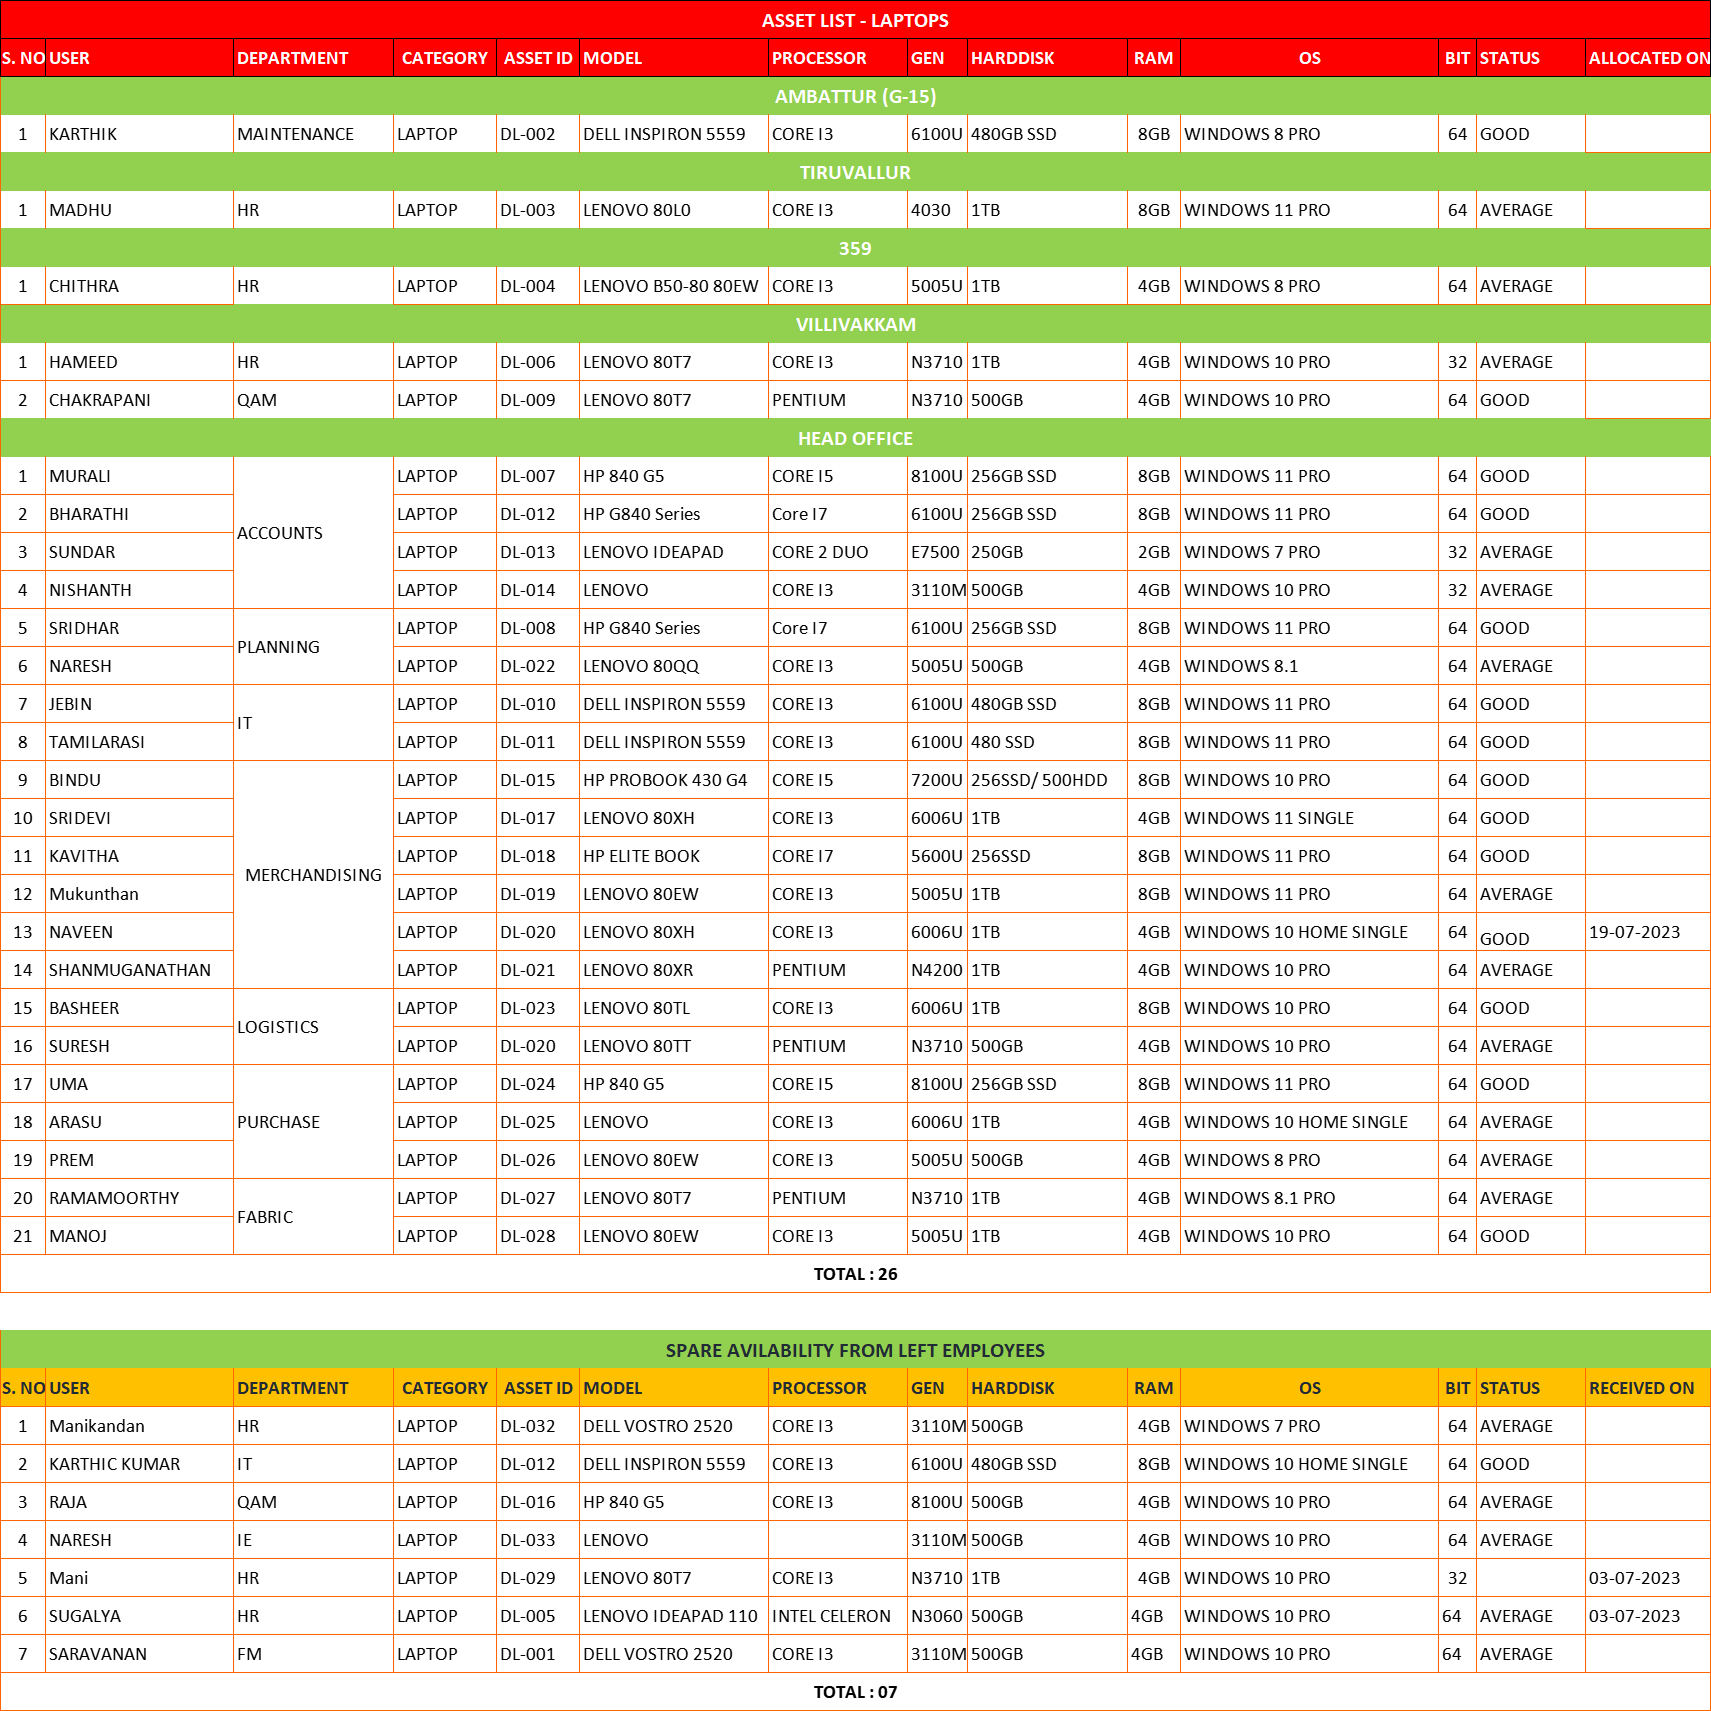 ASSET LIST - LAPTOPS
S. NO USER DEPARTMENT CATEGORY ASSET ID MODEL PROCESSOR GEN HARDDISK RAM OS BIT STATUS ALLOCATED ON
AMBATTUR (G-15)
1 KARTHIK MAINTENANCE LAPTOP DL-002 DELL INSPIRON 5559 CORE I3 6100U 480GB SSD 8GB WINDOWS 8 PRO 64 GOOD
TIRUVALLUR
1 MADHU HR LAPTOP DL-003 LENOVO 80L0 CORE I3 4030 1TB 8GB WINDOWS 11 PRO 64 AVERAGE
359
1 CHITHRA HR LAPTOP DL-004 LENOVO B50-80 80EW CORE I3 5005U 1TB 4GB WINDOWS 8 PRO 64 AVERAGE
VILLIVAKKAM
1 HAMEED HR LAPTOP DL-006 LENOVO 80T7 CORE I3 N3710 1TB 4GB WINDOWS 10 PRO 32 AVERAGE
2 CHAKRAPANI QAM LAPTOP DL-009 LENOVO 80T7 PENTIUM N3710 500GB 4GB WINDOWS 10 PRO 64 GOOD
HEAD OFFICE
1 MURALI LAPTOP DL-007 HP 840 G5 CORE I5 8100U 256GB SSD 8GB WINDOWS 11 PRO 64 GOOD
2 BHARATHI LAPTOP DL-012 HP G840 Series Core I7 6100U 256GB SSD 8GB WINDOWS 11 PRO 64 GOOD
ACCOUNTS
3 SUNDAR LAPTOP DL-013 LENOVO IDEAPAD CORE 2 DUO E7500 250GB 2GB WINDOWS 7 PRO 32 AVERAGE
4 NISHANTH LAPTOP DL-014 LENOVO CORE I3 3110M 500GB 4GB WINDOWS 10 PRO 32 AVERAGE
5 SRIDHAR LAPTOP DL-008 HP G840 Series Core I7 6100U 256GB SSD 8GB WINDOWS 11 PRO 64 GOOD
PLANNING
6 NARESH LAPTOP DL-022 LENOVO 80QQ CORE I3 5005U 500GB 4GB WINDOWS 8.1 64 AVERAGE
7 JEBIN LAPTOP DL-010 DELL INSPIRON 5559 CORE I3 6100U 480GB SSD 8GB WINDOWS 11 PRO 64 GOOD
IT
8 TAMILARASI LAPTOP DL-011 DELL INSPIRON 5559 CORE I3 6100U 480 SSD 8GB WINDOWS 11 PRO 64 GOOD
9 BINDU LAPTOP DL-015 HP PROBOOK 430 G4 CORE I5 7200U 256SSD/ 500HDD 8GB WINDOWS 10 PRO 64 GOOD
10 SRIDEVI LAPTOP DL-017 LENOVO 80XH CORE I3 6006U 1TB 4GB WINDOWS 11 SINGLE 64 GOOD
11 KAVITHA LAPTOP DL-018 HP ELITE BOOK CORE I7 5600U 256SSD 8GB WINDOWS 11 PRO 64 GOOD
MERCHANDISING
12 Mukunthan LAPTOP DL-019 LENOVO 80EW CORE I3 5005U 1TB 8GB WINDOWS 11 PRO 64 AVERAGE
13 NAVEEN LAPTOP DL-020 LENOVO 80XH CORE I3 6006U 1TB 4GB WINDOWS 10 HOME SINGLE 64 GOOD 19-07-2023
14 SHANMUGANATHAN LAPTOP DL-021 LENOVO 80XR PENTIUM N4200 1TB 4GB WINDOWS 10 PRO 64 AVERAGE
15 BASHEER LAPTOP DL-023 LENOVO 80TL CORE I3 6006U 1TB 8GB WINDOWS 10 PRO 64 GOOD
LOGISTICS
16 SURESH LAPTOP DL-020 LENOVO 80TT PENTIUM N3710 500GB 4GB WINDOWS 10 PRO 64 AVERAGE
17 UMA LAPTOP DL-024 HP 840 G5 CORE I5 8100U 256GB SSD 8GB WINDOWS 11 PRO 64 GOOD
18 ARASU PURCHASE LAPTOP DL-025 LENOVO CORE I3 6006U 1TB 4GB WINDOWS 10 HOME SINGLE 64 AVERAGE
19 PREM LAPTOP DL-026 LENOVO 80EW CORE I3 5005U 500GB 4GB WINDOWS 8 PRO 64 AVERAGE
20 RAMAMOORTHY LAPTOP DL-027 LENOVO 80T7 PENTIUM N3710 1TB 4GB WINDOWS 8.1 PRO 64 AVERAGE
FABRIC
21 MANOJ LAPTOP DL-028 LENOVO 80EW CORE I3 5005U 1TB 4GB WINDOWS 10 PRO 64 GOOD
TOTAL : 26
SPARE AVILABILITY FROM LEFT EMPLOYEES
S. NO USER DEPARTMENT CATEGORY ASSET ID MODEL PROCESSOR GEN HARDDISK RAM OS BIT STATUS RECEIVED ON
1 Manikandan HR LAPTOP DL-032 DELL VOSTRO 2520 CORE I3 3110M 500GB 4GB WINDOWS 7 PRO 64 AVERAGE
2 KARTHIC KUMAR IT LAPTOP DL-012 DELL INSPIRON 5559 CORE I3 6100U 480GB SSD 8GB WINDOWS 10 HOME SINGLE 64 GOOD
3 RAJA QAM LAPTOP DL-016 HP 840 G5 CORE I3 8100U 500GB 4GB WINDOWS 10 PRO 64 AVERAGE
4 NARESH IE LAPTOP DL-033 LENOVO 3110M 500GB 4GB WINDOWS 10 PRO 64 AVERAGE
5 Mani HR LAPTOP DL-029 LENOVO 80T7 CORE I3 N3710 1TB 4GB WINDOWS 10 PRO 32 03-07-2023
6 SUGALYA HR LAPTOP DL-005 LENOVO IDEAPAD 110 INTEL CELERON N3060 500GB 4GB WINDOWS 10 PRO 64 AVERAGE 03-07-2023
7 SARAVANAN FM LAPTOP DL-001 DELL VOSTRO 2520 CORE I3 3110M 500GB 4GB WINDOWS 10 PRO 64 AVERAGE
TOTAL : 07